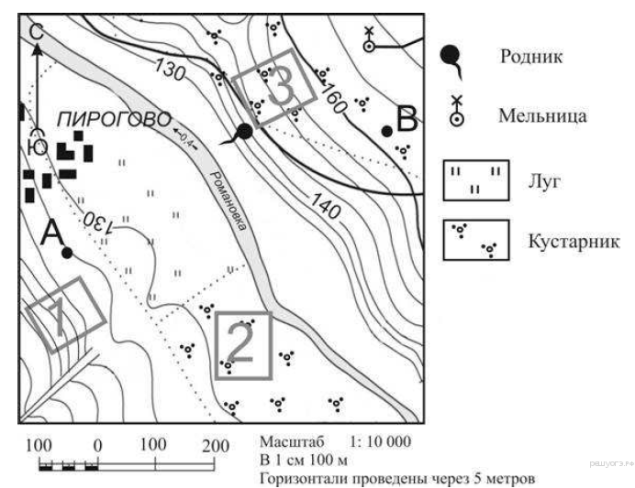 С
Ю
ПИРОГОВО
130
160
3
В
0,4
Романовка
130
140
А
1
2
Родник
Мельница
Луг
Кустарник
100 0 100 200
Масштаб 1: 10 000
В 1 см 100 м
Горизонтали проведены через 5 метров